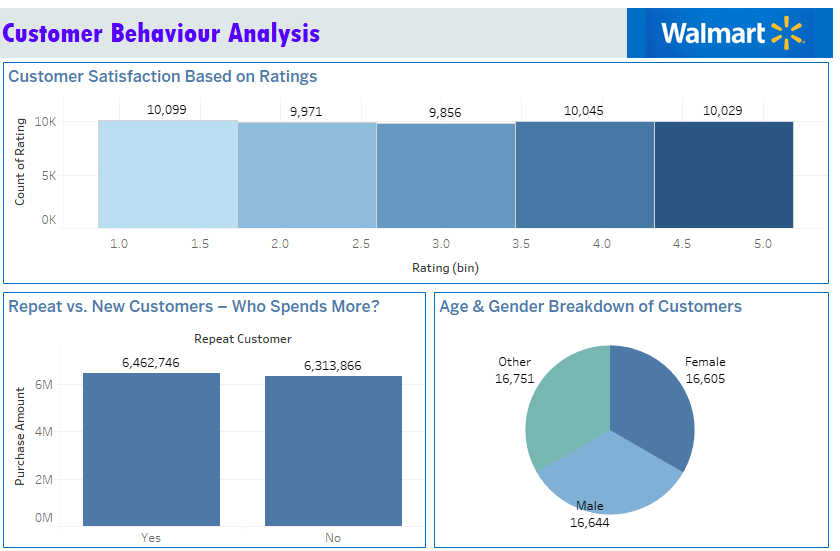 Customer Behaviour Analysis
Walmart
Customer Satisfaction Based on Ratings
10,099
9,971
9,856
10,045
10,029
Count of Rating
10K
5K
0K
1.0
1.5
2.0
2.5
3.0
3.5
4.0
4.5
5.0
Rating (bin)
Repeat vs. New Customers – Who Spends More?
Repeat Customer
6,462,746
6,313,866
Purchase Amount
6M
4M
2M
0M
Yes
No
Age & Gender Breakdown of Customers
Other
16,751
Female
16,605
Male
16,644